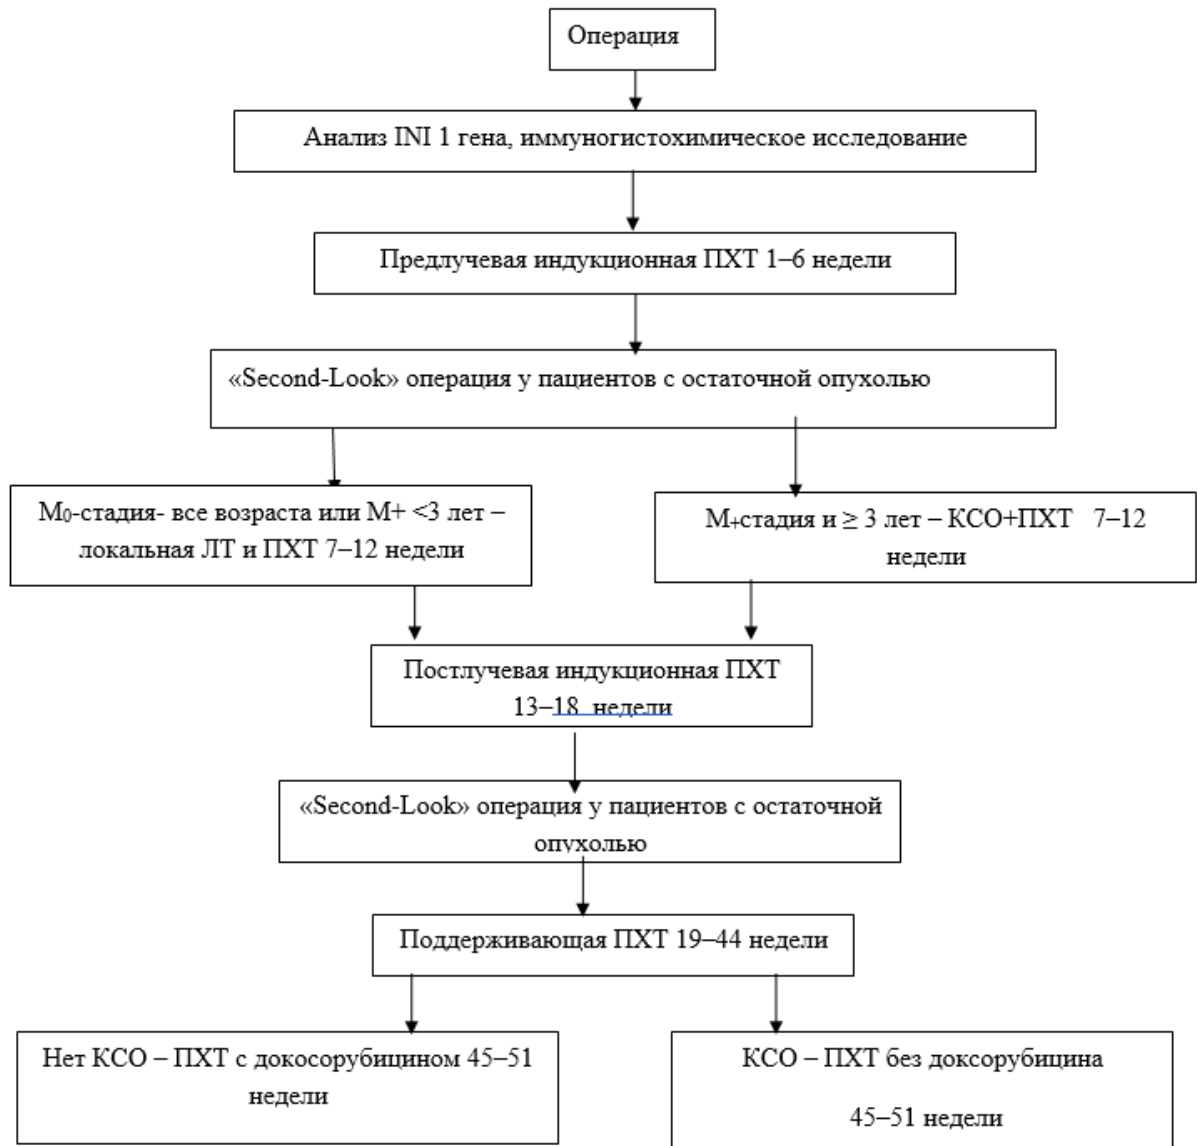 Операция
Анализ INI 1 гена, иммуногистохимическое исследование
Предлучевая индукционная ПХТ 1–6 недели
«Second-Look» операция у пациентов с остаточной опухолью
М₀-стадия- все возраста или М+ <3 лет –
локальная ЛТ и ПХТ 7–12 недели
М₊стадия и ≥ 3 лет – КСО+ПХТ 7–12
недели
Постлучевая индукционная ПХТ
13–18 недели
«Second-Look» операция у пациентов с остаточной
опухолью
Поддерживающая ПХТ 19–44 недели
Нет КСО – ПХТ с докосорубицином 45–51
недели
КСО – ПХТ без доксорубицина
45–51 недели